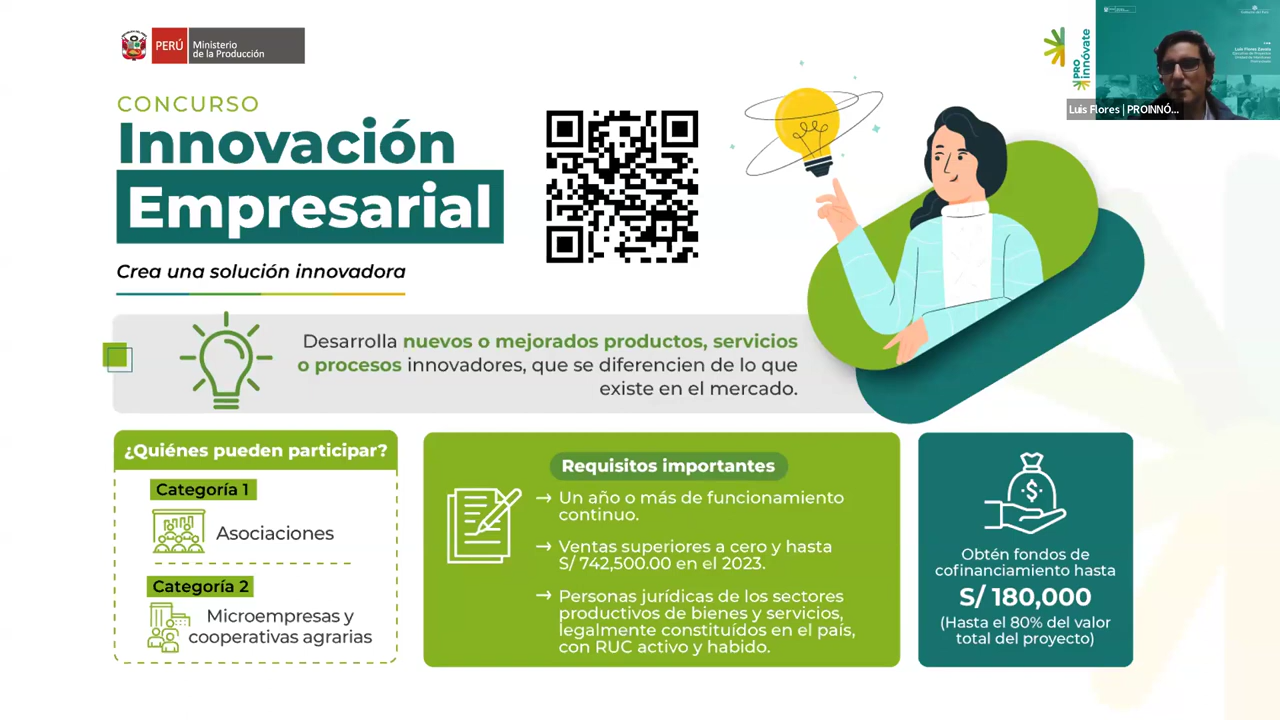 PERÚ
Ministerio
de la Producción
CONCURSO
Innovación
Empresarial
Crea una solución innovadora
PRO
innóvate
Luis Flores | PROINNÓ...
Desarrolla nuevos o mejorados productos, servicios
o procesos innovadores, que se diferencien de lo que
existe en el mercado.
¿Quiénes pueden participar?
Categoría 1
Asociaciones
Categoría 2
Microempresas y
cooperativas agrarias
Requisitos importantes
→ Un año o más de funcionamiento
continuo.
→ Ventas superiores a cero y hasta
S/ 742,500.00 en el 2023.
→ Personas jurídicas de los sectores
productivos de bienes y servicios,
legalmente constituídos en el país,
con RUC activo y habido.
Obtén fondos de
cofinanciamiento hasta
S/ 180,000
(Hasta el 80% del valor
total del proyecto)